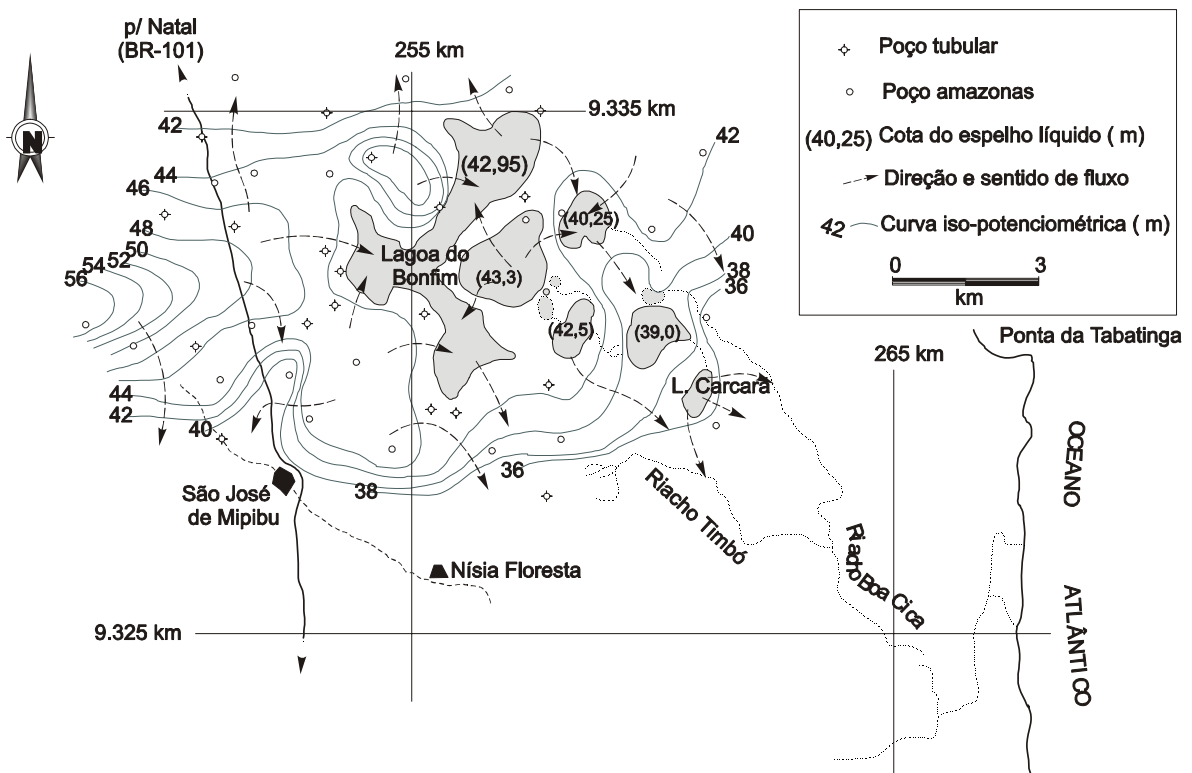 p/ Natal
(BR-101)
255 km
9.335 km
N
Poço tubular
Poço amazonas
(40,25) Cota do espelho líquido ( m)
Direção e sentido de fluxo
42 Curva iso-potenciométrica ( m)
0 3
km
42
44
46
48
50
52
54
56
(42,95)
42
(40,25)
40
38
36
Lagoa do
Bonfim
(43,3)
(42,5)
(39,0)
L. Carcará
265 km
Ponta da Tabatinga
44
42
40
38
36
São José
de Mipibu
Nísia Floresta
Riacho Timbó
Riacho Boa Cica
OCEANO
ATLÂNTICO
9.325 km